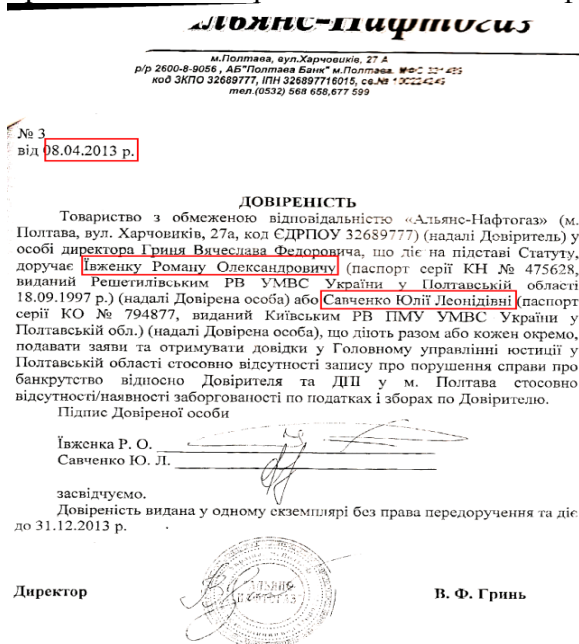 м.Полтава, вул.Харчовиків, 27 А
р/р 2600-8-9056 , АБ"Полтава Банк" м.Полтава.
код ЗКПО 32689777, ІПН 326897716015, св.№
тел.(0532) 568 658,677 599
№ 3
від 08.04.2013 р.
ДОВІРЕНІСТЬ
Товариство з обмеженою відповідальністю «Альянс-Нафтогаз» (м.
Полтава, вул. Харчовиків, 27а, код ЄДРПОУ 32689777) (надалі Довіритель) у
особі директора Гриня Вячеслава Федоровича, що діє на підставі Статуту,
доручає Ївженку Роману Олександровичу (паспорт серії КН № 475628,
виданий Решетилівським РВ УМВС України у Полтавській області
18.09.1997 р.) (надалі Довірена особа) або Савченко Юлії Леонідівні (паспорт
серії КО № 794877, виданий Київським РВ ПМУ УМВС України у
Полтавській обл.) (надалі Довірена особа), що діють разом або кожен окремо,
подавати заяви та отримувати довідки у Головному управлінні юстиції у
Полтавській області стосовно відсутності запису про порушення справи про
банкрутство відносно Довірителя та ДПІ у м. Полтава стосовно
відсутності/наявності заборгованості по податках і зборах по Довірителю.
Підпис Довіреної особи
Ївженка Р. О.
Савченко Ю. Л.
засвідчуємо.
Довіреність видана у одному екземплярі без права передоручення та діє
до 31.12.2013 р.
Директор
В. Ф. Гринь